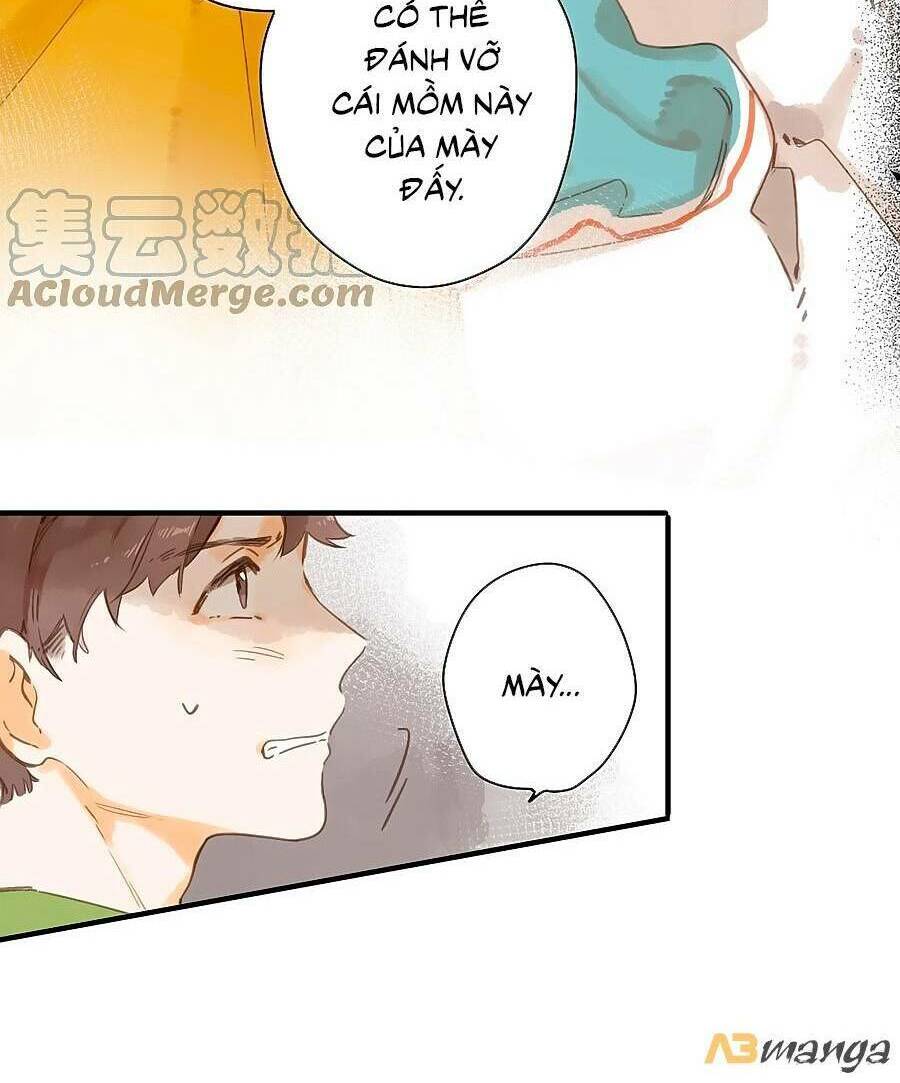 CÓ THỂ
ĐÁNH VỠ
CÁI MỒM NÀY
CỦA MÀY
ĐẤY.
集云数
ACloudMerge.com
MÀY...
A3manga